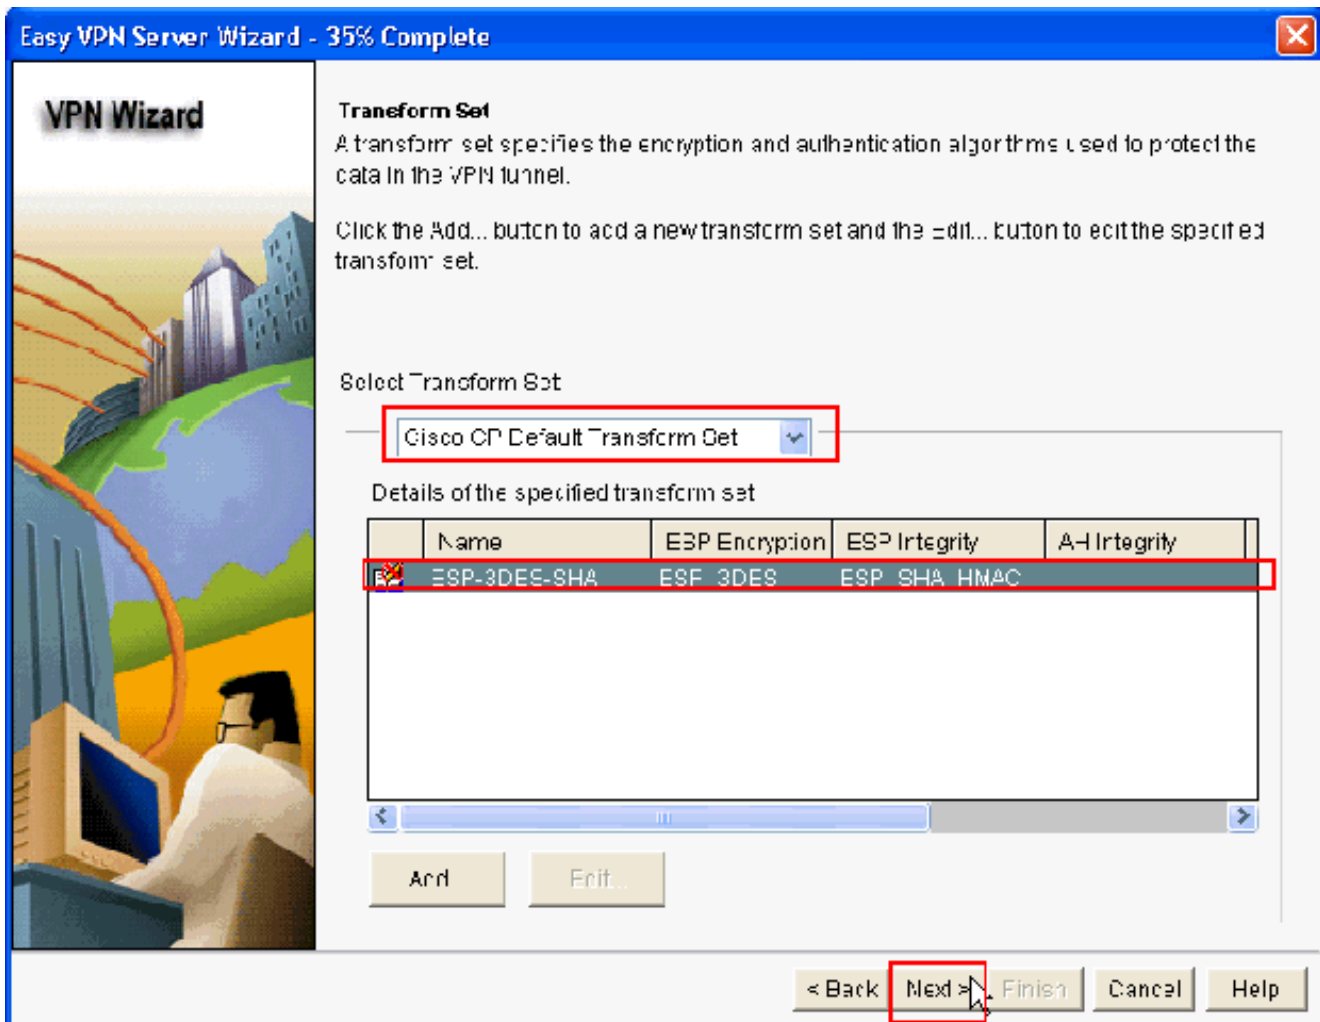 Easy VPN Server Wizard - 35% Complete
VPN Wizard
Transform Set
A transform set specifies the encryption and authentication algorithms used to protect the
data in the VPN tunnel.
Click the Add... button to add a new transform set and the Edit... button to edit the specified
transform set.
Select Transform Set
Cisco CP Default Transform Set
Details of the specified transform set
Name ESP Encryption ESP Integrity AH Integrity
ESP-3DES-SHA ESP_3DES ESP_SHA_HMAC
Add Edit...
< Back Next > Finish Cancel Help